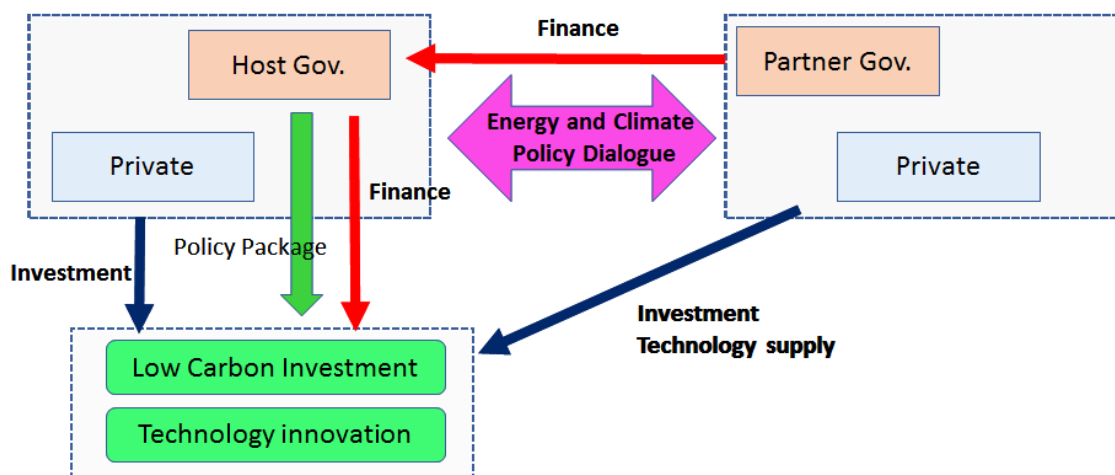 Finance
Host Gov.
Partner Gov.
Energy and Climate
Policy Dialogue
Private
Private
Finance
Policy Package
Investment
Investment
Technology supply
Low Carbon Investment
Technology innovation